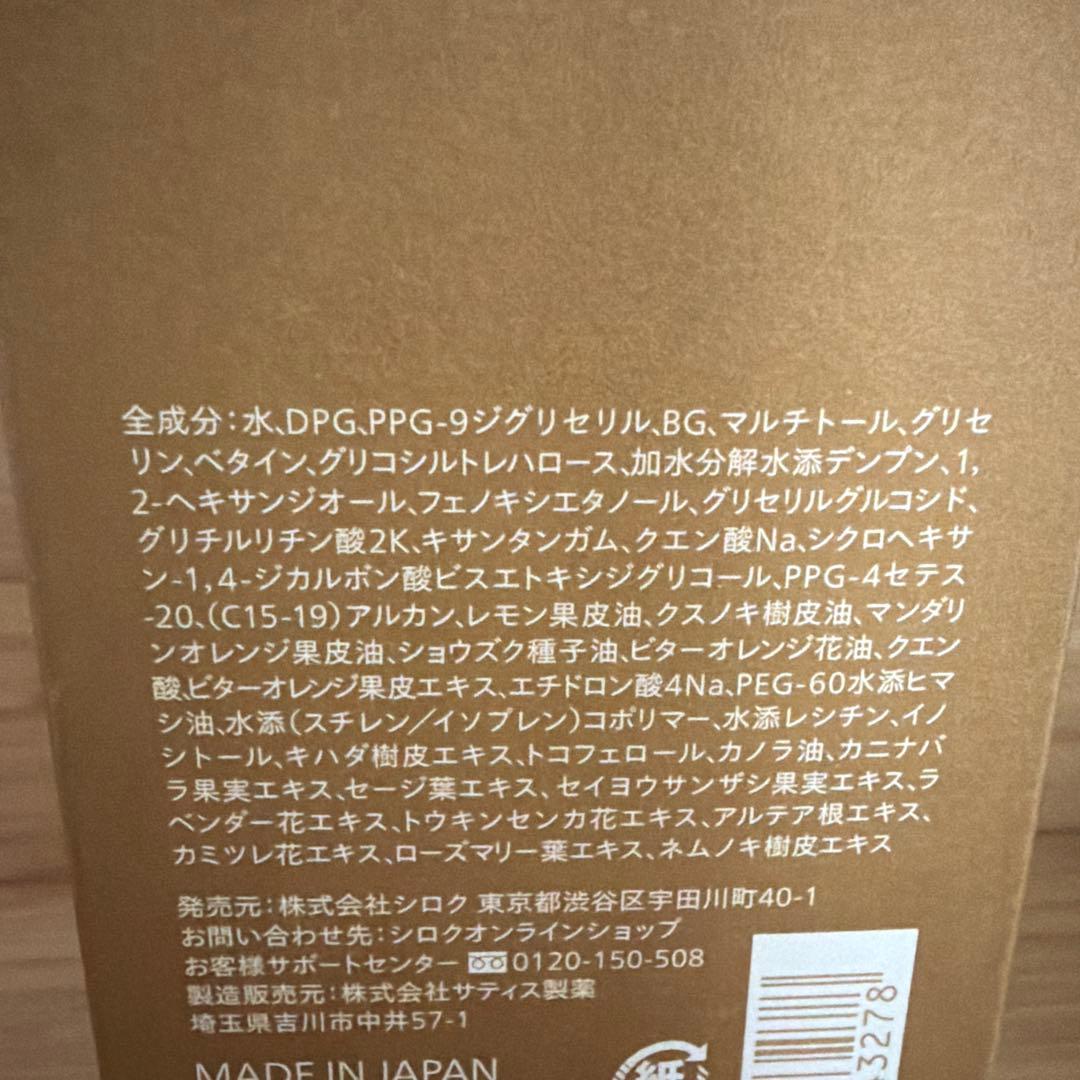 全成分：水、DPG、PPG-9ジグリセリル、BG、マルチトール、グリセ
リン、ベタイン、グリコシルトレハロース、加水分解水添デンプン、1,
2-ヘキサンジオール、フェノキシエタノール、グリセリルグルコシド、
グリチルリチン酸2K、キサンタンガム、クエン酸Na、シクロヘキサ
ン-1,4-ジカルボン酸ビスエトキシジグリコール、PPG-4セテス
-20、(C15-19)アルカン、レモン果皮油、クスノキ樹皮油、マンダリ
ンオレンジ果皮油、ショウズク種子油、ビターオレンジ花油、クエン
酸、ビターオレンジ果皮エキス、エチドロン酸4Na、PEG-60水添ヒマ
シ油、水添(スチレン／イソプレン)コポリマー、水添レシチン、イノ
シトール、キハダ樹皮エキス、トコフェロール、カノラ油、カニナバ
ラ果実エキス、セージ葉エキス、セイヨウサンザシ果実エキス、ラ
ベンダー花エキス、トウキンセンカ花エキス、アルテア根エキス、
カミツレ花エキス、ローズマリー葉エキス、ネムノキ樹皮エキス
発売元：株式会社シロク 東京都渋谷区宇田川町40-1
お問い合わせ先：シロクオンラインショップ
お客様サポートセンター 0120-150-508
製造販売元：株式会社サティス製薬
埼玉県吉川市中井57-1
MADE IN JAPAN
紙
3278